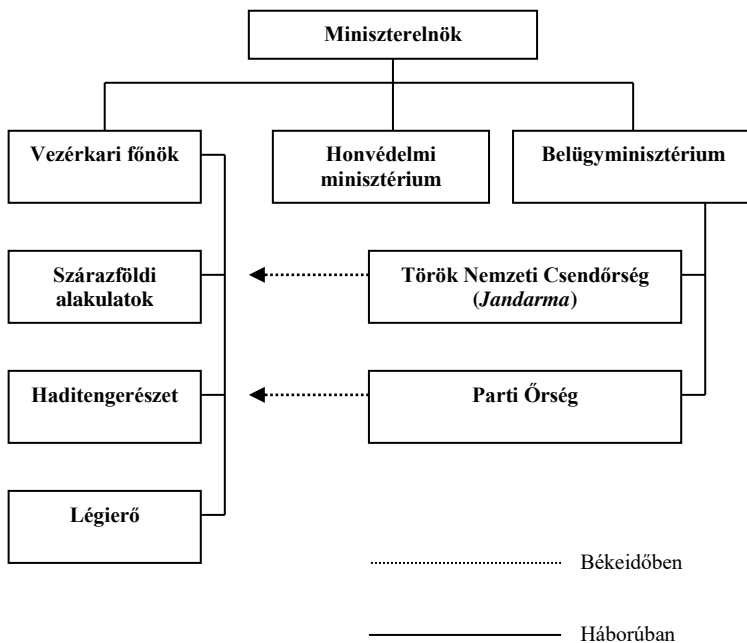 Miniszterelnök
Vezérkari főnök
Honvédelmi
minisztérium
Belügyminisztérium
Szárazföldi
alakulatok
Török Nemzeti Csendőrség
(Jandarma)
Haditengerészet
Parti Őrség
Légierő
Békeidőben
Háborúban